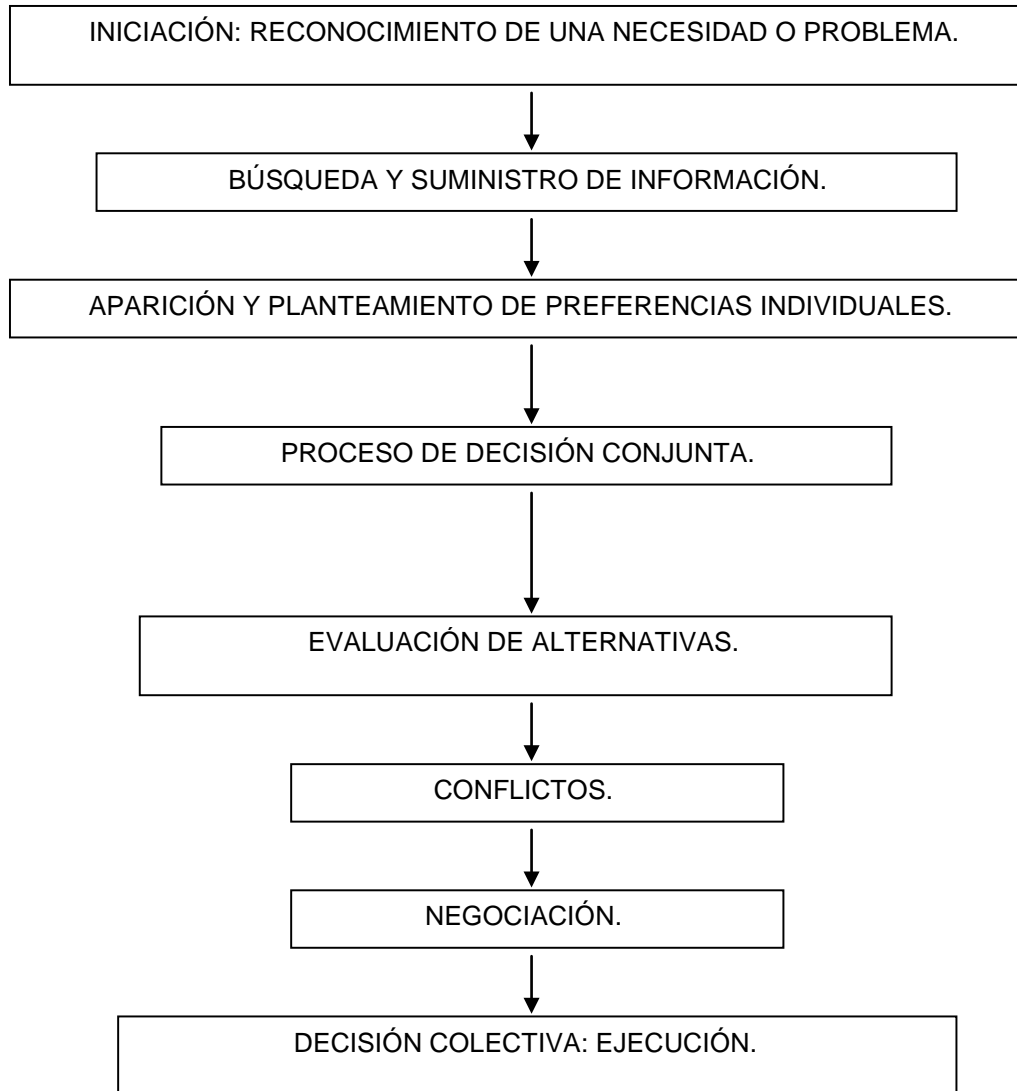 INICIACIÓN: RECONOCIMIENTO DE UNA NECESIDAD O PROBLEMA.
BÚSQUEDA Y SUMINISTRO DE INFORMACIÓN.
APARICIÓN Y PLANTEAMIENTO DE PREFERENCIAS INDIVIDUALES.
PROCESO DE DECISIÓN CONJUNTA.
EVALUACIÓN DE ALTERNATIVAS.
CONFLICTOS.
NEGOCIACIÓN.
DECISIÓN COLECTIVA: EJECUCIÓN.